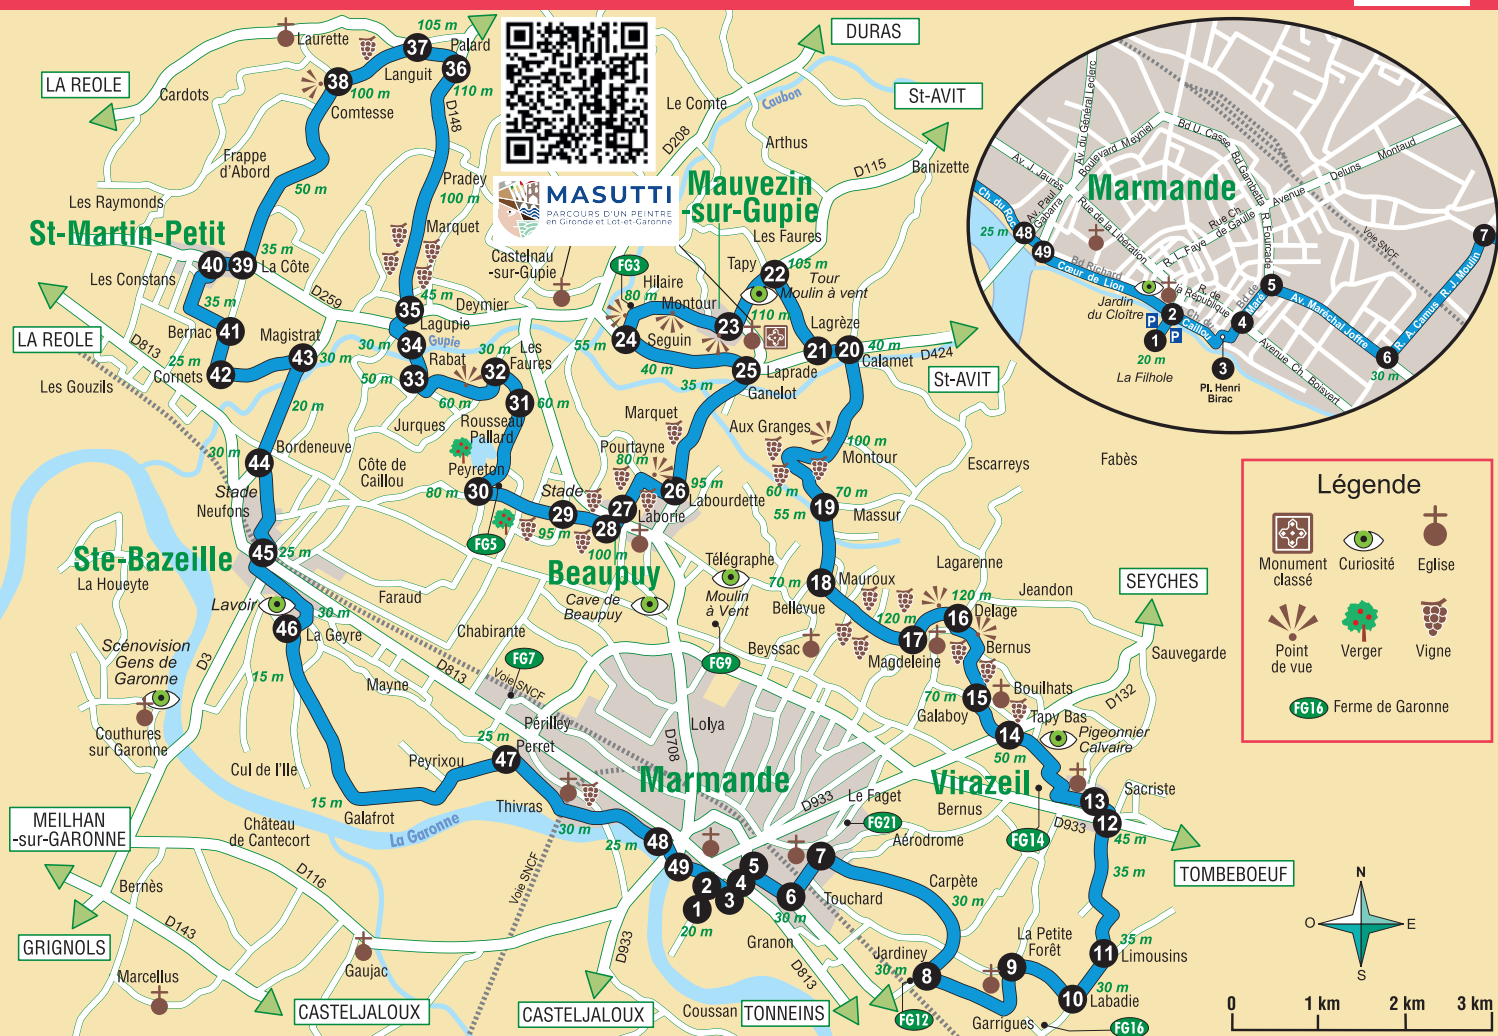 105 m
Laurette
37
Palard
Languit
36
LA REOLE
Cardots
38
100 m
Comtesse
110 m
D148
Frappe
d'Abord
50 m
Pradey
100 m
Les Raymonds
St-Martin-Petit
Marquet
35 m
40
39
La Côte
Les Constans
D259
35 m
45 m
Deymier
Bernac
41
Magistrat
35
Lagupie
Gupie
LA REOLE
D813
25 m
Cornets
42
43
30 m
30 m
34
Rabat
50 m
33
Les Gouzils
20 m
MASUTTI
PARCOURS D'UN PEINTRE
en Gironde et Lot-et-Garonne
Castelnau
-sur-Gupie
DURAS
Le Comte
Caubon
St-AVIT
D208
Arthus
D115
Banizette
Mauvezin
-sur-Gupie
Les Faures
FG3
Hilaire
80 m
Montour
Tapy
22
105 m
Tour
Moulin à vent
110 m
23
24
Seguin
55 m
40 m
35 m
Lagrèze
21
20
40 m
Calamet
D424
Laprade
25
Ganelot
St-AVIT
30 m
Les
Faures
32
60 m
31
60 m
Rousseau
Pallard
Jurques
Marquet
Pourtayne
80 m
Aux Granges
100 m
Montour
Escarreys
Fabès
Bordeneuve
30 m
44
Stade
Neufons
Côte de
Caillou
Peyreton
80 m
30
Stade
29
95 m
FG5
27
28
Laborie
100 m
26
95 m
Labourdette
60 m
55 m
19
70 m
Massur
Ste-Bazeille
45
25 m
La Houeyte
Lavoir
46
30 m
La Geyre
Faraud
Beaupuy
Cave de
Beaupuy
Télégraphe
Moulin
à Vent
70 m
18
Mauroux
Bellevue
Lagarenne
120 m
16
Delage
Jeandon
SEYCHES
Scénovision
Gens de
Garonne
D3
15 m
Chabirante
FG7
Voie SNCF
D813
Mayne
FG9
Beyssac
120 m
17
Magdeleine
Bernus
Sauvegarde
70 m
15
Bouilhats
Galaboy
D132
Tapy Bas
14
Pigeonnier
Calvaire
50 m
Couthures
sur Garonne
Cul de l'Ile
Périlley
25 m
Perret
47
Peyrixou
Lolya
D708
Marmande
15 m
Galafrot
Thivras
30 m
La Garonne
25 m
48
49
Virazeil
Bernus
Le Faget
D933
FG21
Aérodrome
FG14
13
Sacriste
D933
12
45 m
TOMBEBOEUF
35 m
MEILHAN
-sur-GARONNE
Château
de Cantecort
Bernès
D116
D143
GRIGNOLS
Marcellus
Gaujac
CASTELJALOUX
Voie SNCF
D933
CASTELJALOUX
1
2
3
4
5
6
7
20 m
30 m
Touchard
Granon
D813
Coussan
TONNEINS
Carpète
30 m
Jardiney
30 m
8
FG12
La Petite
Forêt
9
Garrigues
10
30 m
Labadie
FG16
11
35 m
Limousins
Marmande
Av. du Général Leclerc
Av. J. Jaurès
Boulevard Meyniel
Bd U. Casse
Bd Gambetta
Avenue
Deluns
Montaud
Ch. du Roc
Av. Paul
Gabarra
25 m
48
49
Rue de la Libération
Rue Ch.
de Gaulle
R. L. Faye
R. Fourcape
Voie SNCF
Bd Richard
Cœur de Lion
R. de
la République
Jardin
du Cloître
P
P
Ch. du
Caillou
Bd de
Maré
Av. Maréchal Joffre
R. A. Camus
R. J. Moulin
1
2
3
4
5
6
7
20 m
30 m
La Filhole
Pl. Henri
Birac
Avenue Ch. Boisvert
Légende
Monument
classé
Curiosité
Eglise
Point
de vue
Verger
Vigne
FG16
Ferme de Garonne
N
O
E
S
0
1 km
2 km
3 km